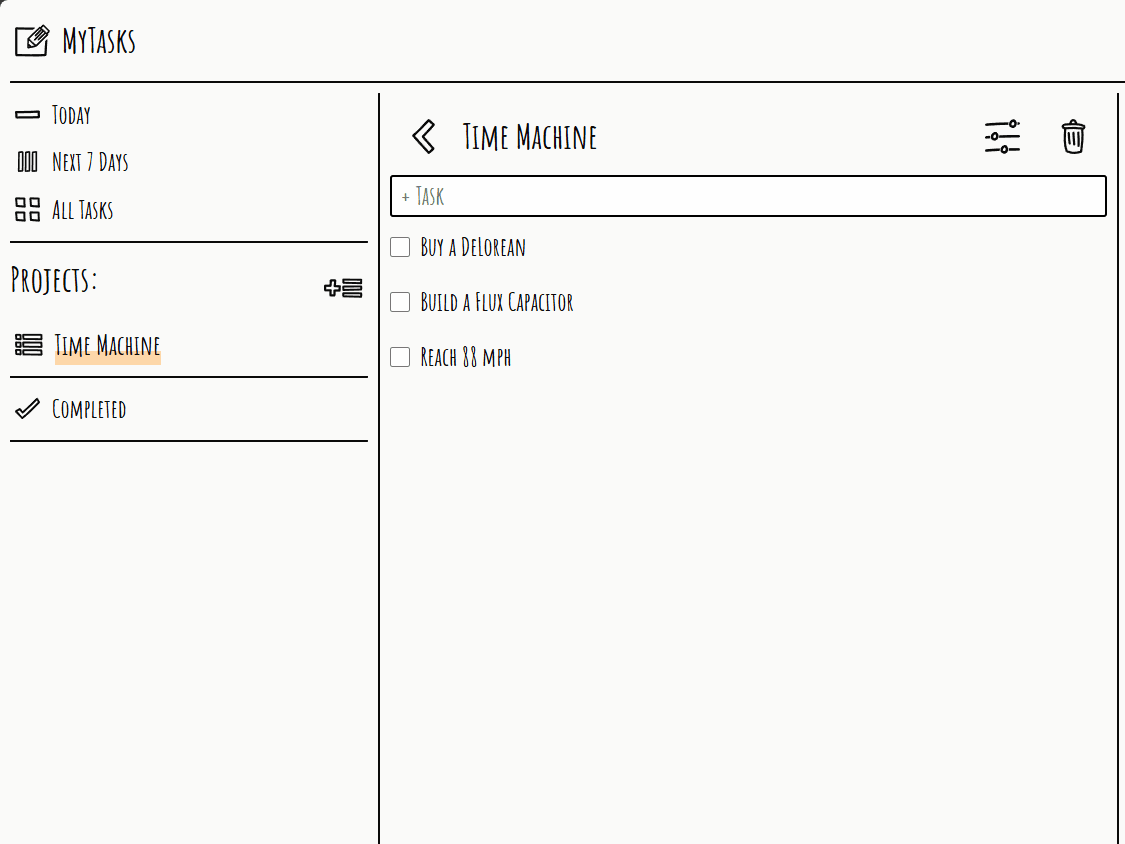 MyTasks
Today
Next 7 Days
All Tasks
Projects:
Time Machine
Completed
Time Machine
+ Task
Buy a DeLorean
Build a Flux Capacitor
Reach 88 mph